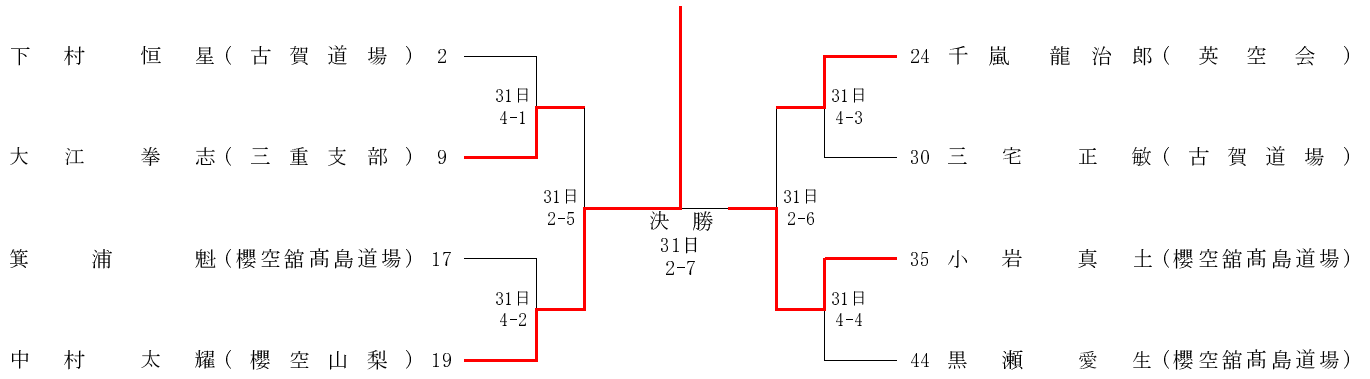 下村 恒星(古賀道場) 2
31日
4-1
大江 拳志(三重支部) 9
31日
2-5
箕浦 魁(櫻空舘髙島道場) 17
31日
4-2
中村 太耀(櫻空山梨) 19
決勝
31日
2-7
24 千嵐 龍治郎(英空会)
31日
4-3
30 三宅 正敏(古賀道場)
31日
2-6
35 小岩 真土(櫻空舘髙島道場)
31日
4-4
44 黒瀬 愛生(櫻空舘髙島道場)